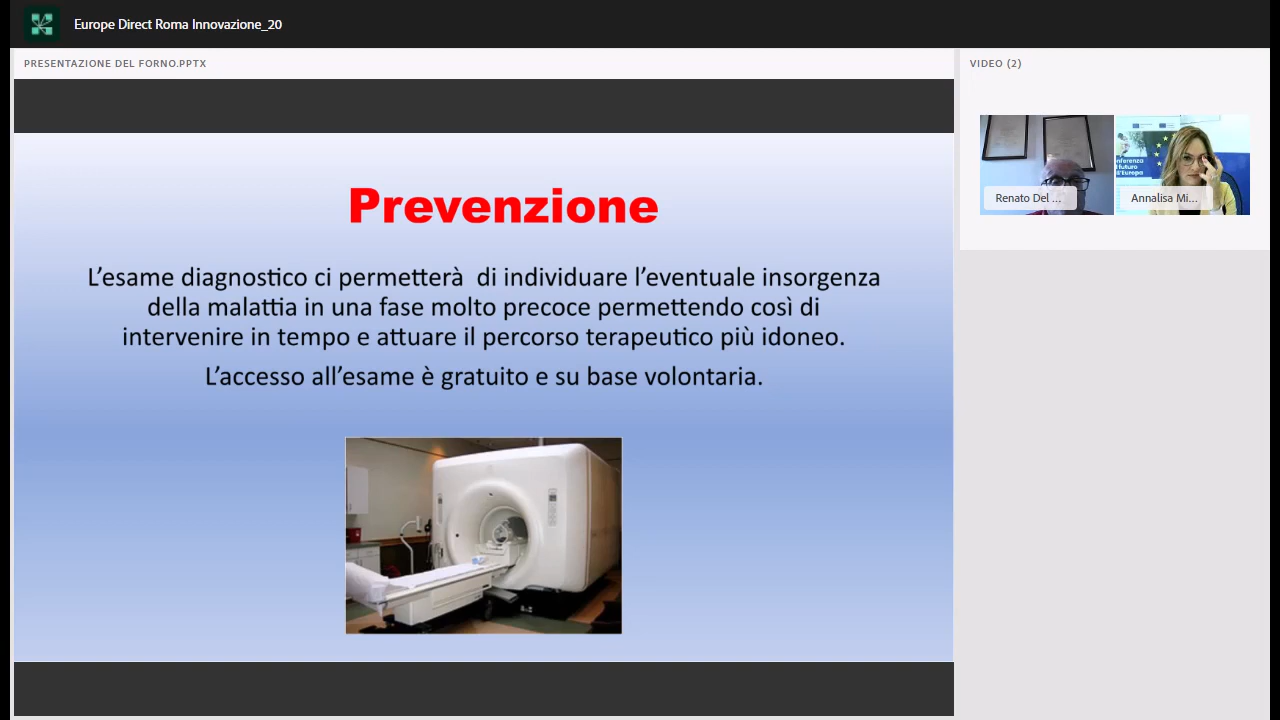 Europe Direct Roma Innovazione_20
PRESENTAZIONE DEL FORNO.PPTX
VIDEO (2)
Prevenzione
L'esame diagnostico ci permetterà  di individuare l'eventuale insorgenza
della malattia in una fase molto precoce permettendo così di
intervenire in tempo e attuare il percorso terapeutico più idoneo.
L'accesso all'esame è gratuito e su base volontaria.
Renato Del ...
Annalisa Mi...